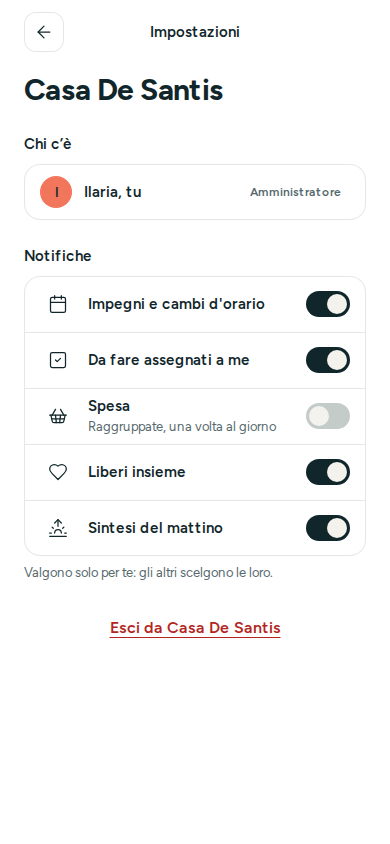 Impostazioni
Casa De Santis
Chi c’è
I
Ilaria, tu
Amministratore
Notifiche
Impegni e cambi d'orario
Da fare assegnati a me
Spesa
Raggruppate, una volta al giorno
Liberi insieme
Sintesi del mattino
Valgono solo per te: gli altri scelgono le loro.
Esci da Casa De Santis